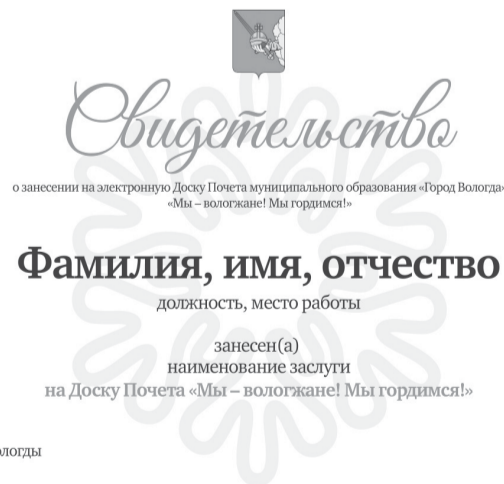 Свидетельство
о занесении на электронную Доску Почета муниципального образования «Город Вологда»
«Мы – вологжане! Мы гордимся!»
Фамилия, имя, отчество
должность, место работы
занесен(а)
наименование заслуги
на Доску Почета «Мы – вологжане! Мы гордимся!»
логды